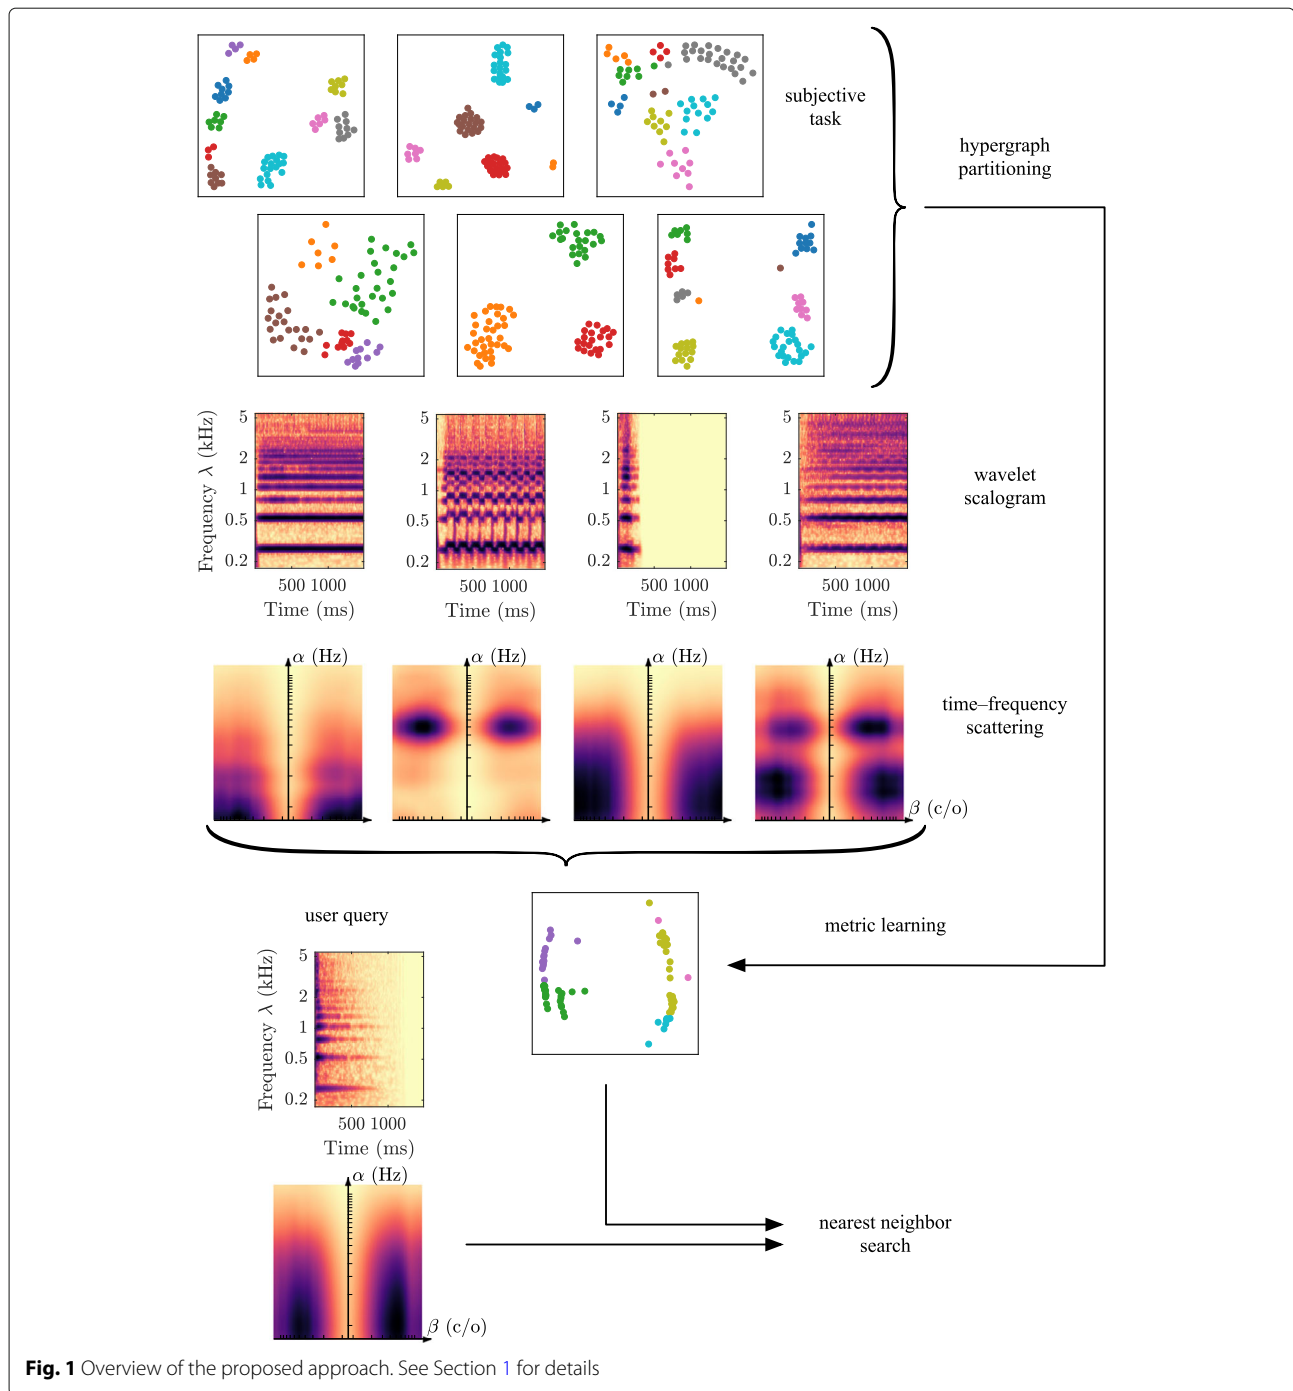 subjective
task
hypergraph
partitioning
5
2
1
0.5
0.2
Frequency λ (kHz)
500 1000
Time (ms)
5
2
1
0.5
0.2
500 1000
Time (ms)
5
2
1
0.5
0.2
500 1000
Time (ms)
5
2
1
0.5
0.2
500 1000
Time (ms)
wavelet
scalogram
α (Hz)
α (Hz)
α (Hz)
α (Hz)
β (c/o)
time–frequency
scattering
user query
metric learning
5
2
1
0.5
0.2
Frequency λ (kHz)
500 1000
Time (ms)
α (Hz)
β (c/o)
nearest neighbor
search
Fig. 1 Overview of the proposed approach. See Section 1 for details